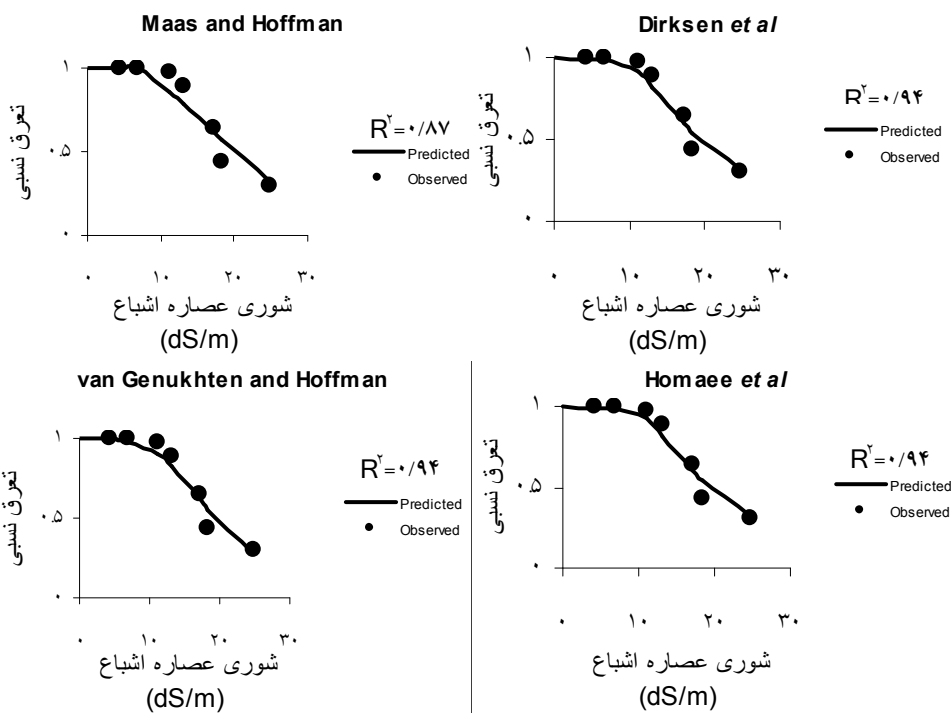 Maas and Hoffman
۱
۰.۵
۰
تعرق نسبی
۰ ۱۰ ۲۰ ۳۰
شوری عصاره اشباع
(dS/m)
R۲=۰/۸۷
Predicted
Observed
Dirksen et al
۱
۰.۵
۰
تعرق نسبی
۰ ۱۰ ۲۰ ۳۰
شوری عصاره اشباع
(dS/m)
R۲=۰/۹۴
Predicted
Observed
van Genukhten and Hoffman
۱
۰.۵
۰
تعرق نسبی
۰ ۱۰ ۲۰ ۳۰
شوری عصاره اشباع
(dS/m)
R۲=۰/۹۴
Predicted
Observed
Homaee et al
۱
۰.۵
۰
تعرق نسبی
۰ ۱۰ ۲۰ ۳۰
شوری عصاره اشباع
(dS/m)
R۲=۰/۹۴
Predicted
Observed